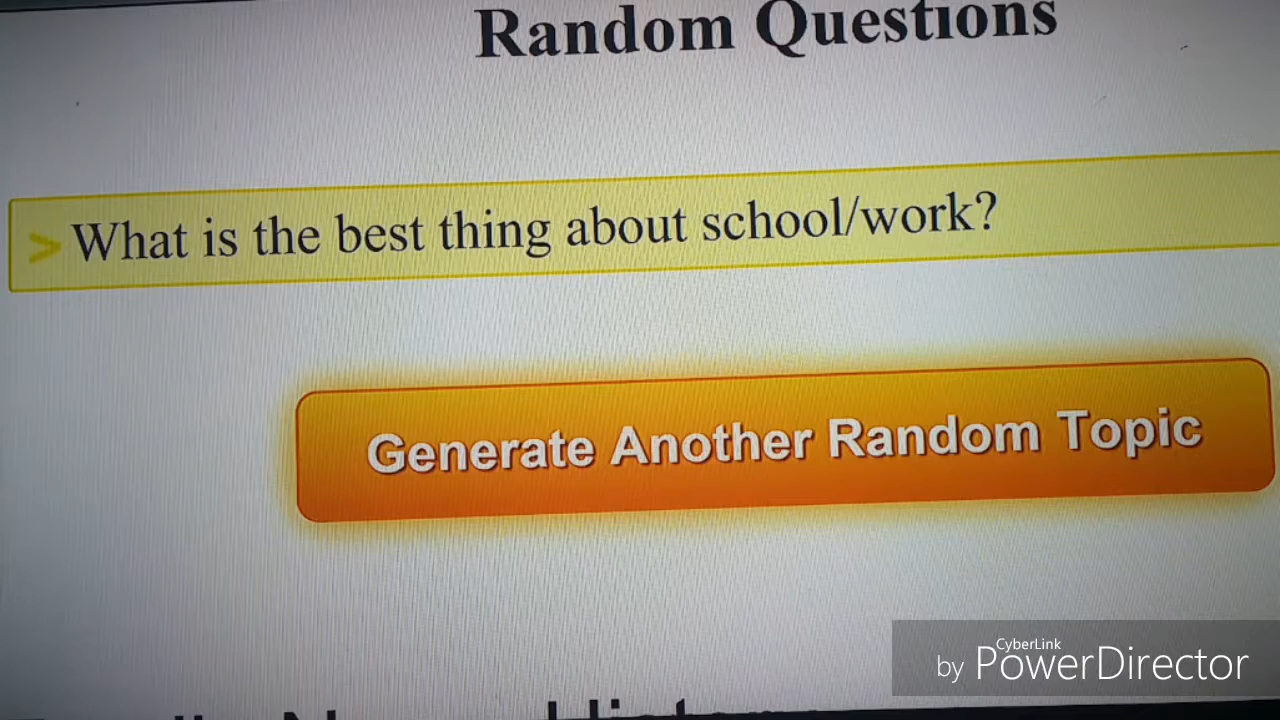 Random Questions
> What is the best thing about school/work?
Generate Another Random Topic
CyberLink
by PowerDirector